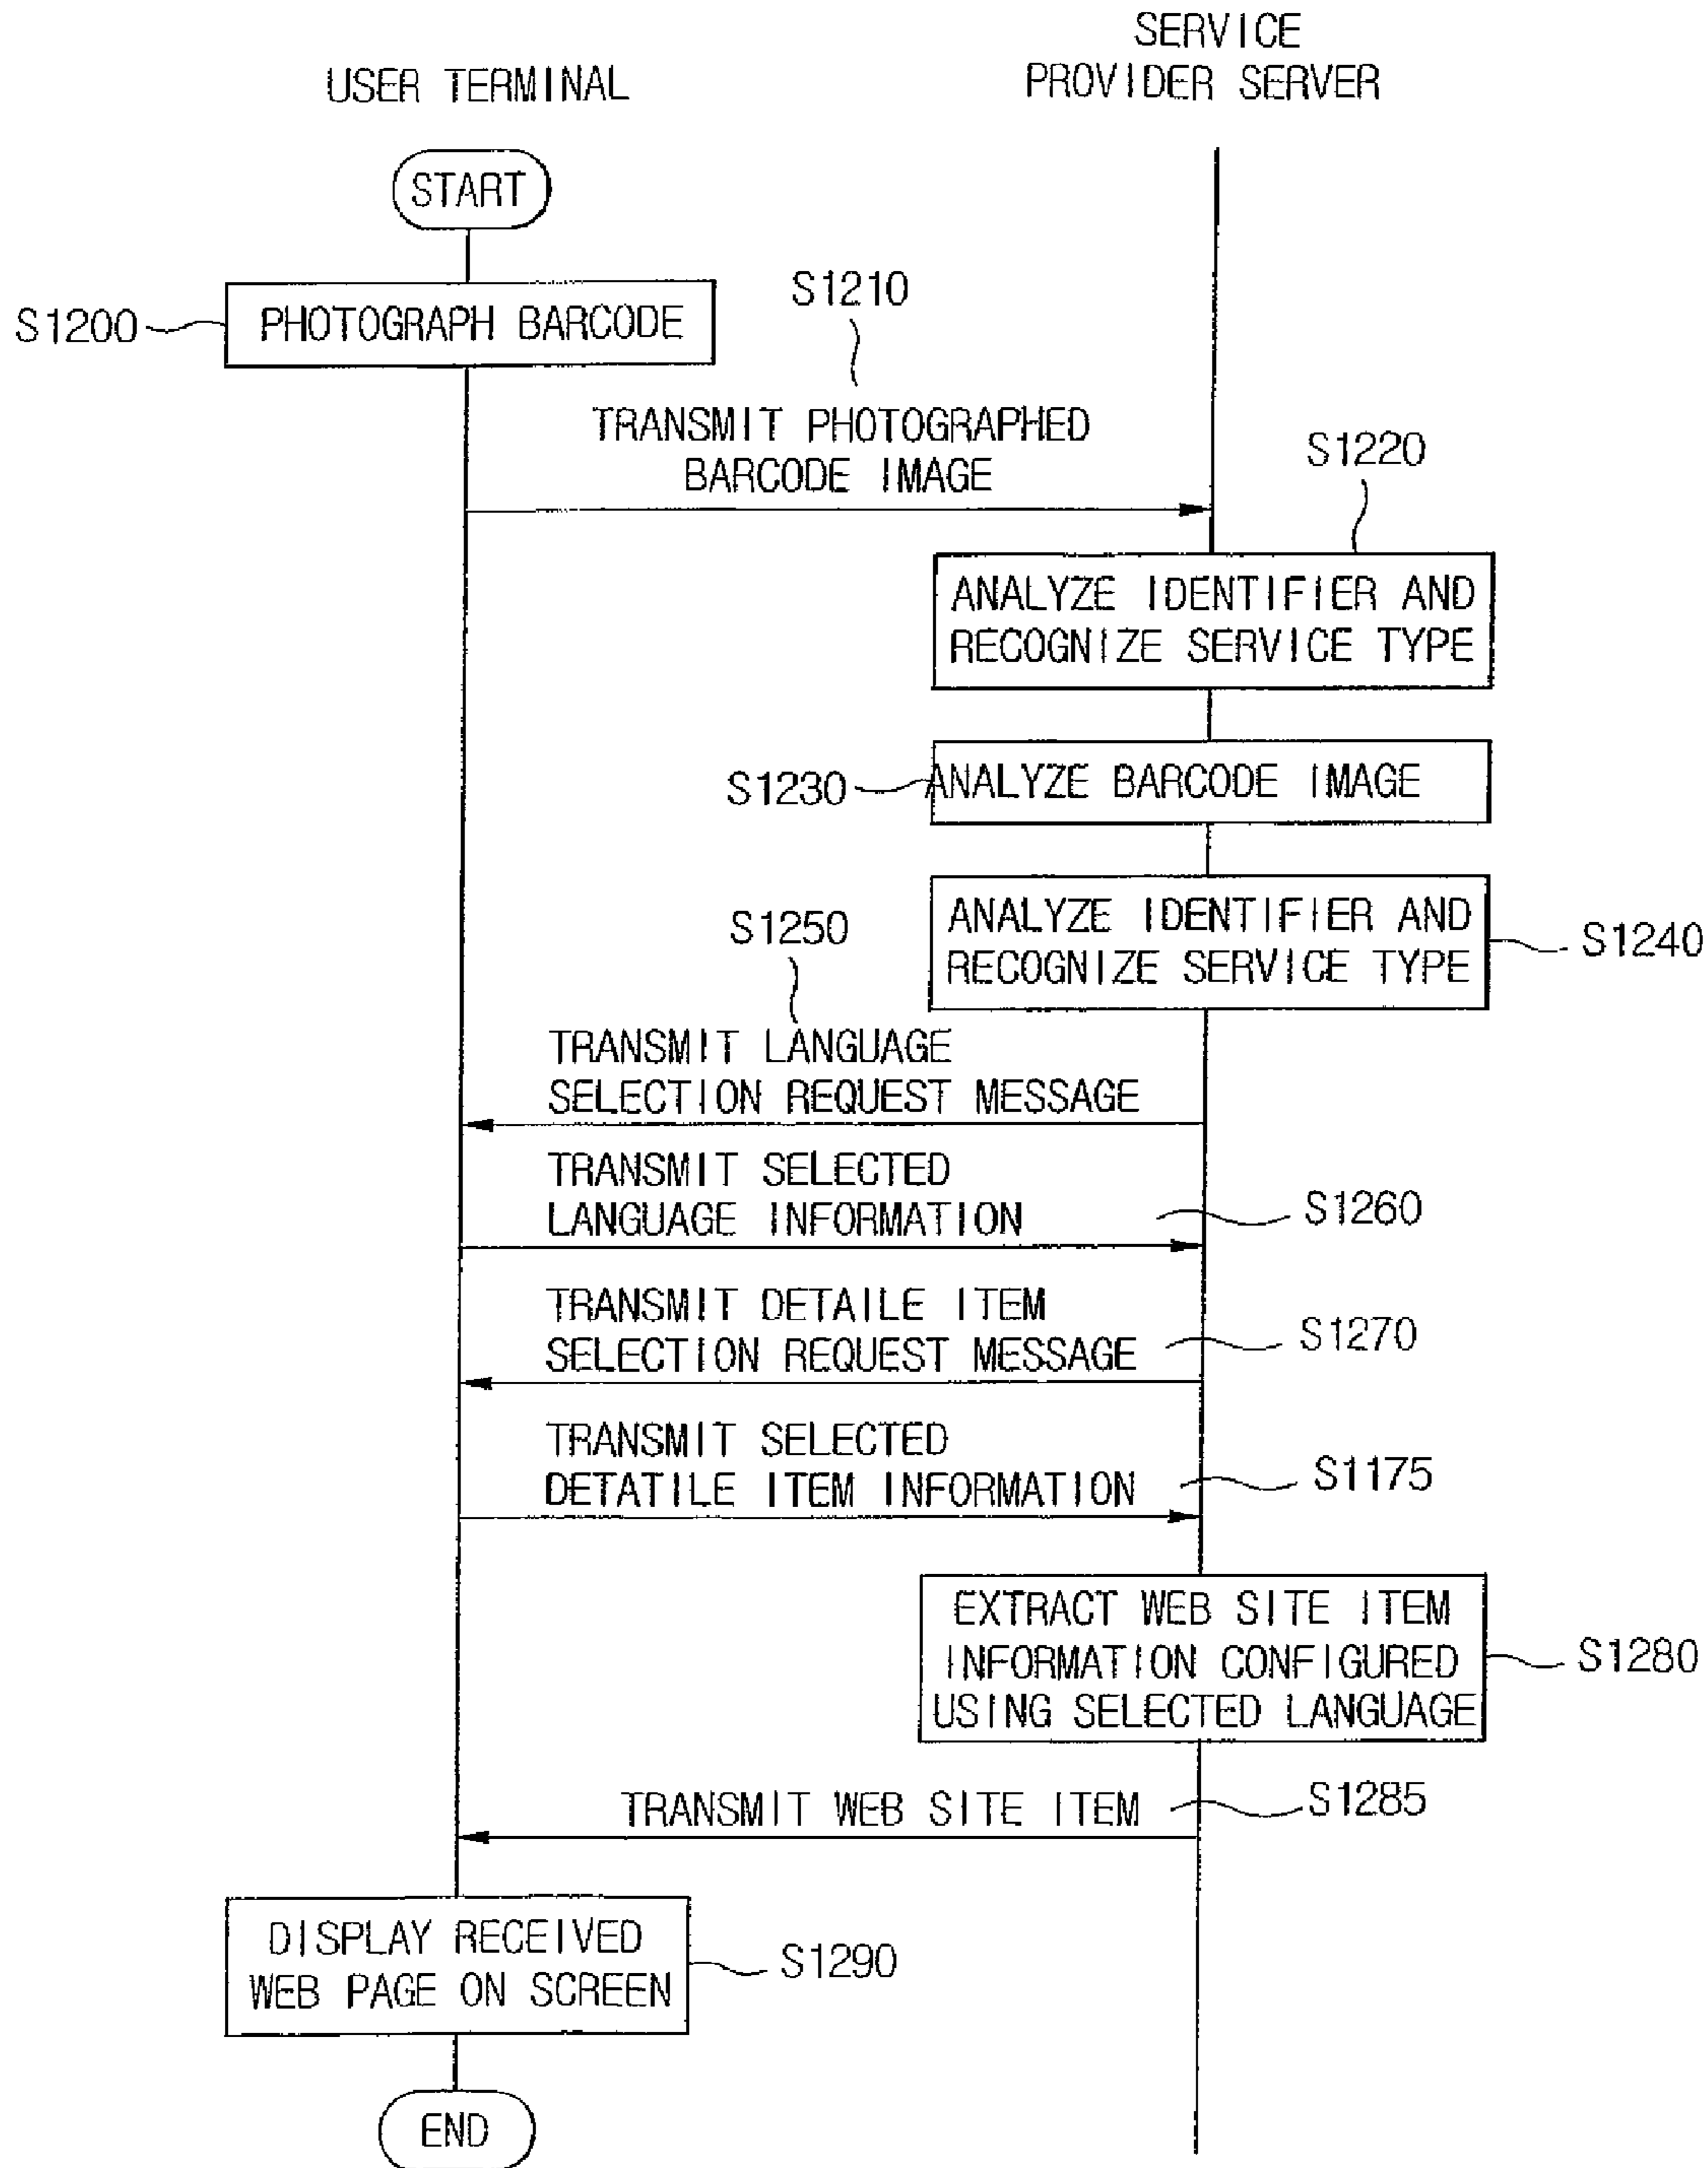 SERVICE
PROVIDER SERVER
USER TERMINAL
START
S1200
PHOTOGRAPH BARCODE
S1210
TRANSMIT PHOTOGRAPHED
BARCODE IMAGE
S1220
ANALYZE IDENTIFIER AND
RECOGNIZE SERVICE TYPE
S1230
ANALYZE BARCODE IMAGE
ANALYZE IDENTIFIER AND
RECOGNIZE SERVICE TYPE
S1240
S1250
TRANSMIT LANGUAGE
SELECTION REQUEST MESSAGE
TRANSMIT SELECTED
LANGUAGE INFORMATION
S1260
TRANSMIT DETAILE ITEM
SELECTION REQUEST MESSAGE
S1270
TRANSMIT SELECTED
DETATILE ITEM INFORMATION
S1175
EXTRACT WEB SITE ITEM
INFORMATION CONFIGURED
USING SELECTED LANGUAGE
S1280
TRANSMIT WEB SITE ITEM
S1285
DISPLAY RECEIVED
WEB PAGE ON SCREEN
S1290
END